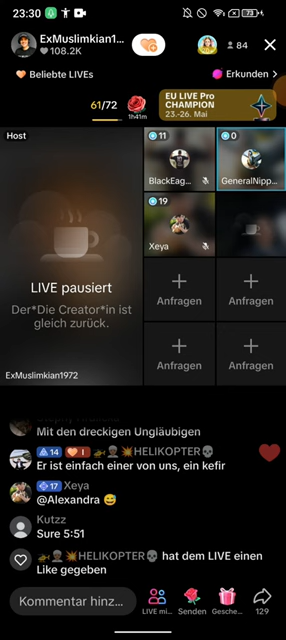 23:30
73
ExMuslimkian1...
108.2K
84
Beliebte LIVEs
Erkunden
61/72
1h41m
EU LIVE Pro
CHAMPION
23.-26. Mai
Host
11
BlackEag...
0
GeneralNipp...
19
Xeya
LIVE pausiert
Der*Die Creator*in ist
gleich zurück.
ExMuslimkian1972
Anfragen
Anfragen
Anfragen
Anfragen
Mit den dreckigen Ungläubigen
14 1 HELIKOPTER
Er ist einfach einer von uns, ein kefir
17 Xeya
@Alexandra 😅
Kutzz
Sure 5:51
HELIKOPTER hat dem LIVE einen
Like gegeben
Kommentar hinz...
LIVE mi...
Senden
Gesche...
129